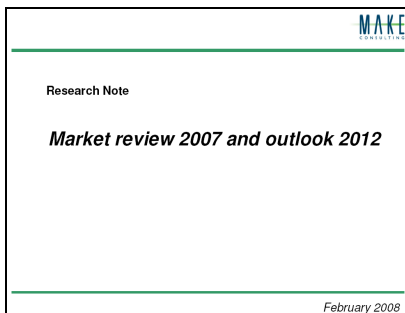 MAKE
CONSULTING
Research Note
Market review 2007 and outlook 2012
February 2008